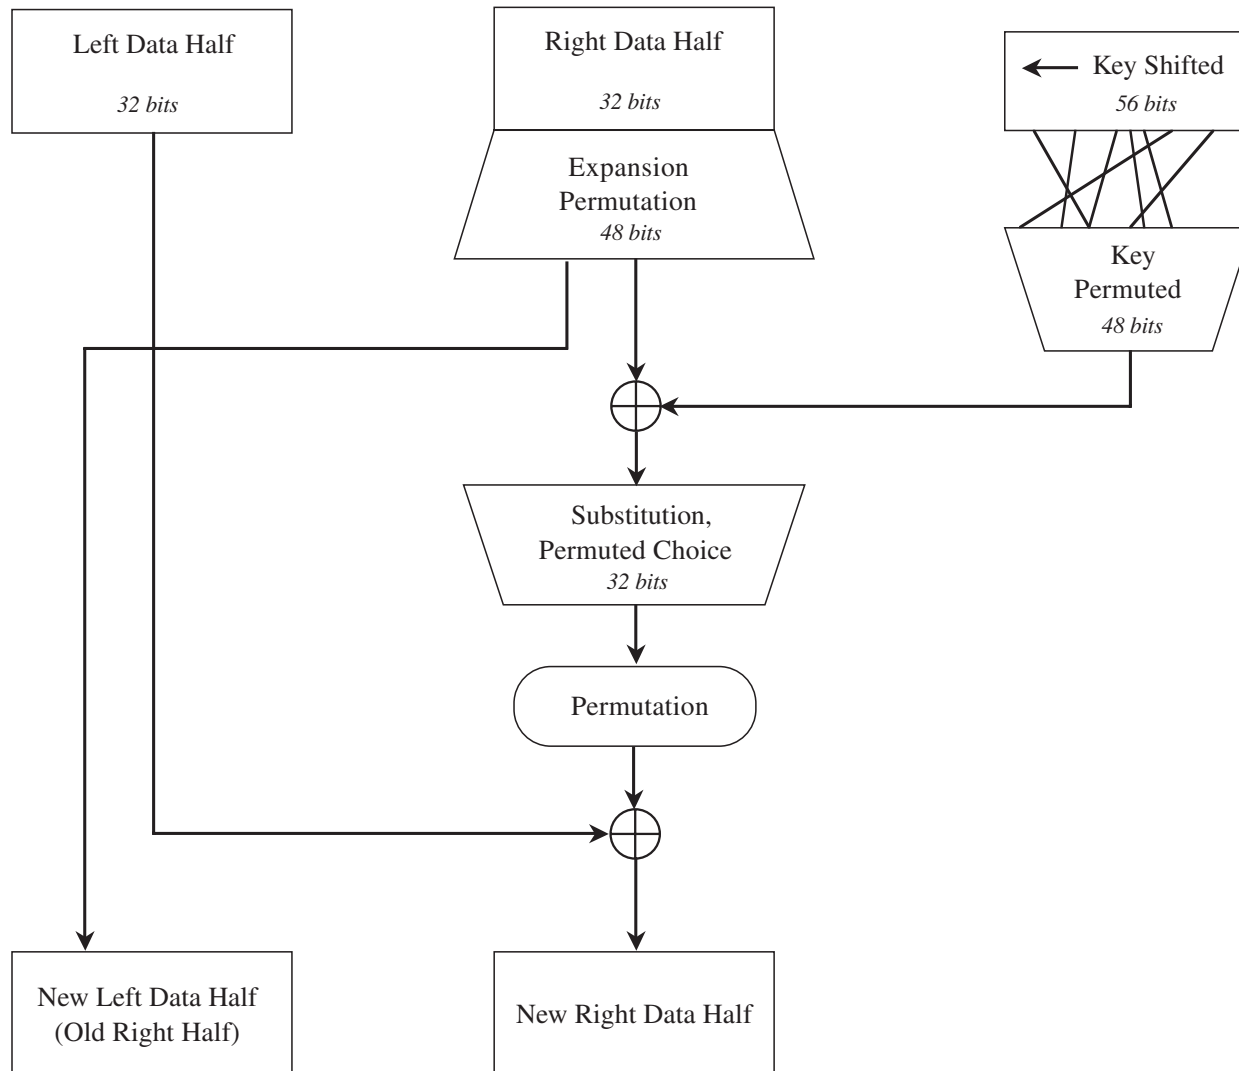 Left Data Half
32 bits
Right Data Half
32 bits
Expansion
Permutation
48 bits
Key Shifted
56 bits
Key
Permuted
48 bits
Substitution,
Permuted Choice
32 bits
Permutation
New Left Data Half
(Old Right Half)
New Right Data Half